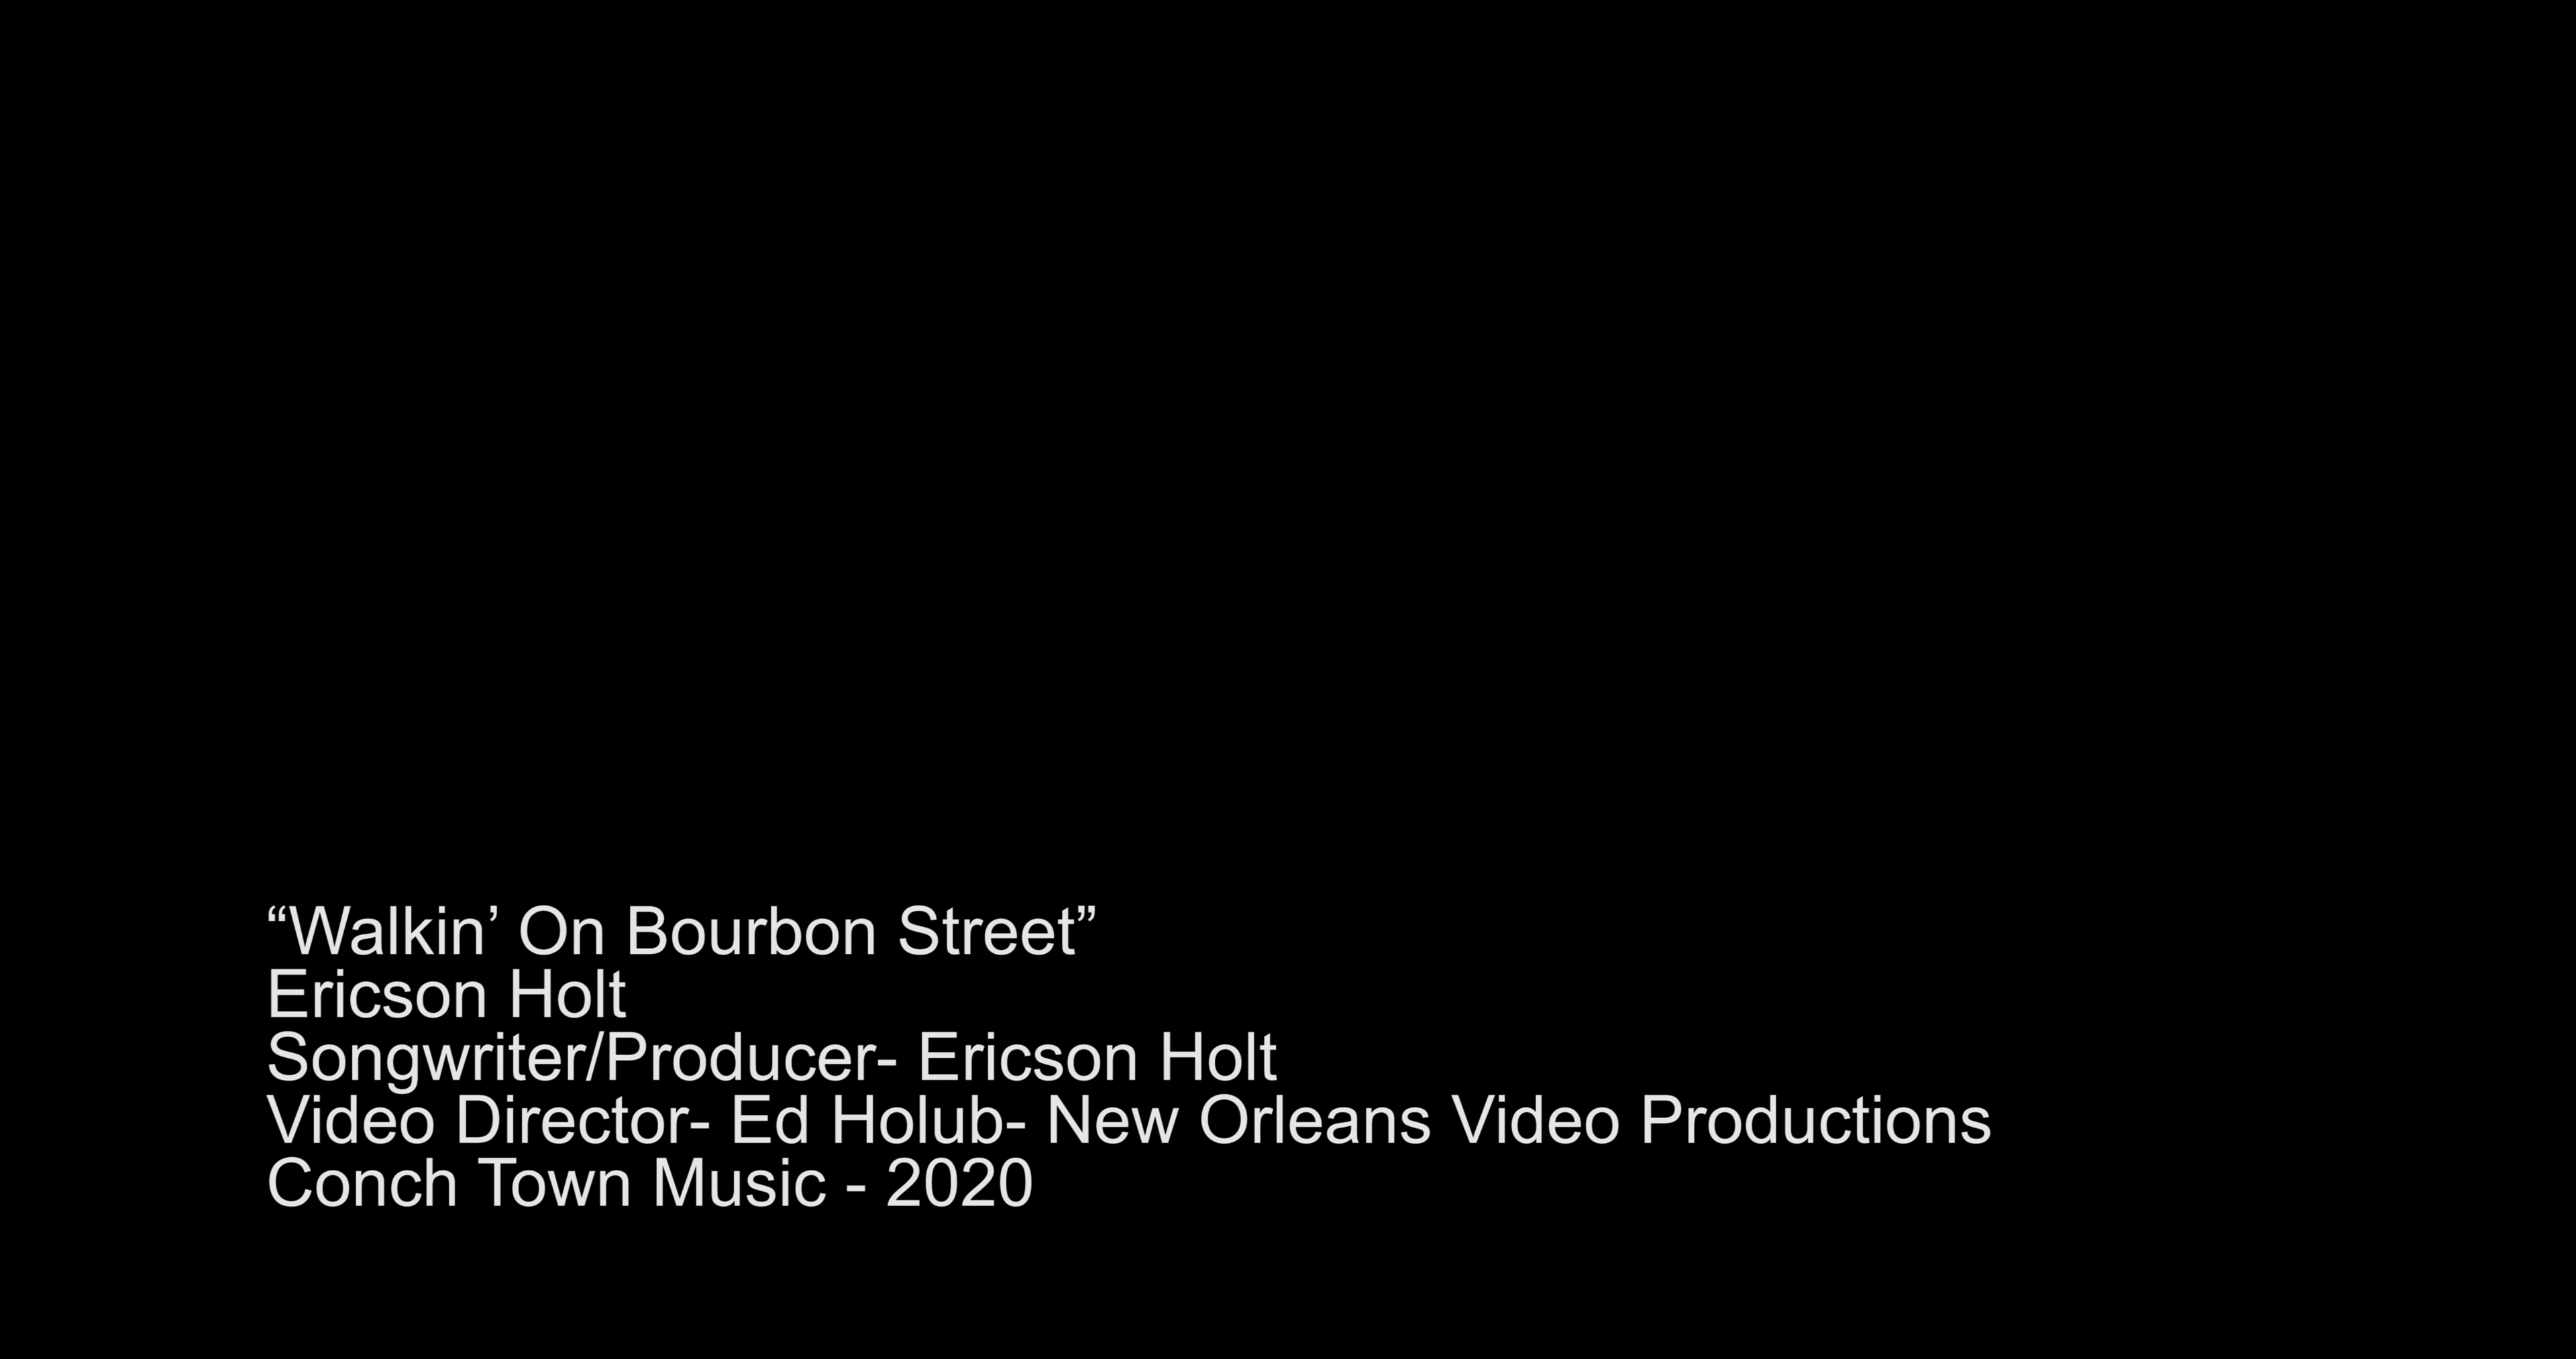 “Walkin’ On Bourbon Street”
Ericson Holt
Songwriter/Producer- Ericson Holt
Video Director- Ed Holub- New Orleans Video Productions
Conch Town Music - 2020